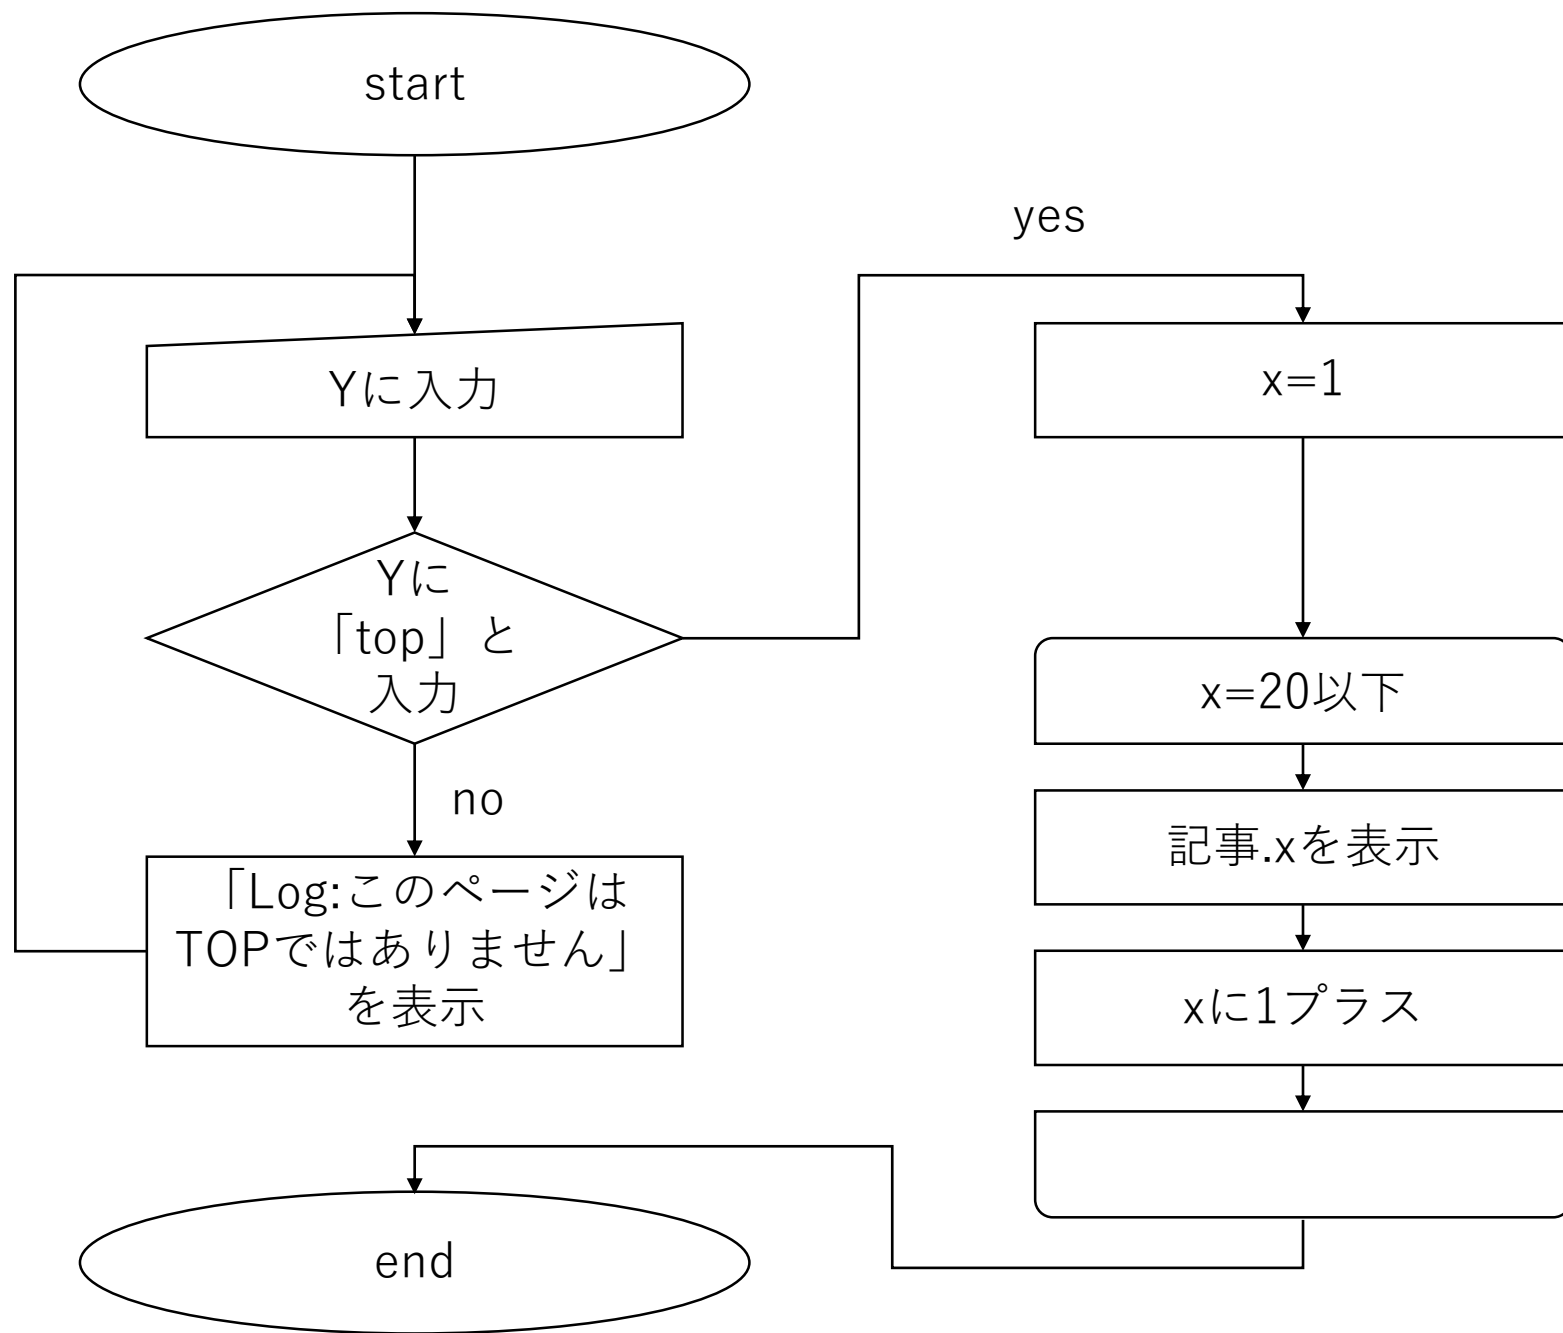 start
Yに入力
Yに
「top」と
入力
no
「Log:このページは
TOPではありません」
を表示
yes
x=1
x=20以下
記事.xを表示
xに1プラス
end